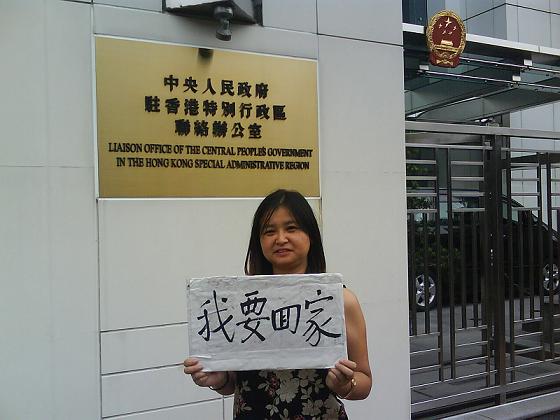 中央人民政府
駐香港特別行政區
聯絡辦公室
LIAISON OFFICE OF THE CENTRAL PEOPLE'S GOVERNMENT
IN THE HONG KONG SPECIAL ADMINISTRATIVE REGION
我要回家